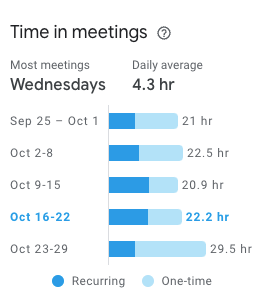 Time in meetings ?
Most meetings Daily average
Wednesdays 4.3 hr
Sep 25 – Oct 1 21 hr
Oct 2-8 22.5 hr
Oct 9-15 20.9 hr
Oct 16-22 22.2 hr
Oct 23-29 29.5 hr
Recurring One-time